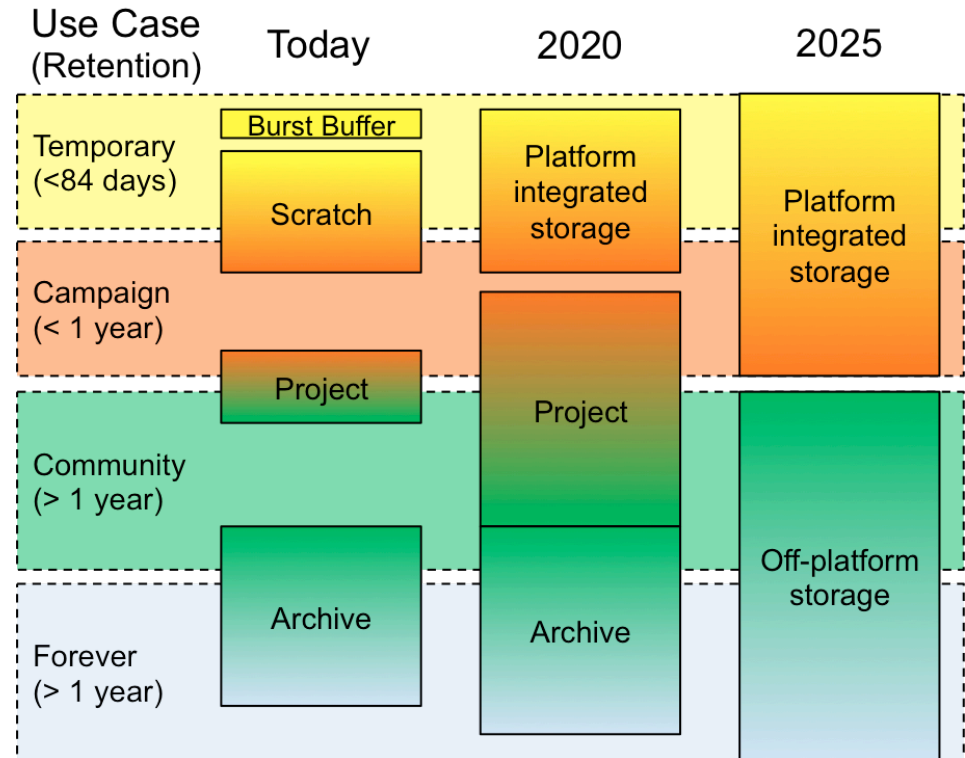 Use Case
(Retention)
Today
2020
2025
Temporary
(<84 days)
Burst Buffer
Scratch
Platform
integrated
storage
Platform
integrated
storage
Campaign
(< 1 year)
Project
Project
Community
(> 1 year)
Archive
Archive
Off-platform
storage
Forever
(> 1 year)